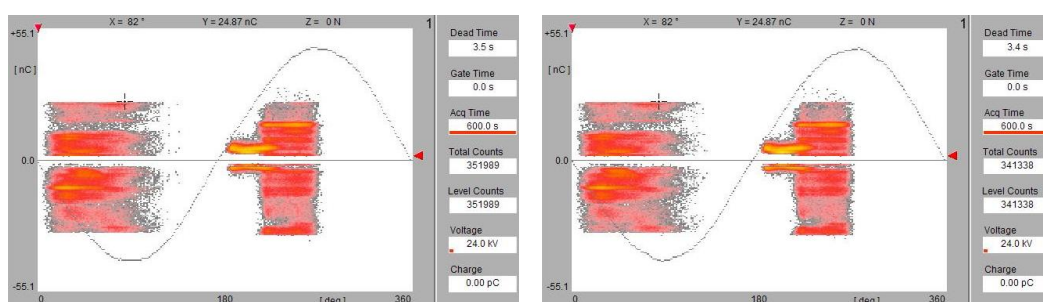 X = 82 ° Y = 24.87 nC Z = 0 N 1
+55.1
[ nC ]
0.0
-55.1
0 180 [ deg ] 360
Dead Time
3.5 s
Gate Time
0.0 s
Acq Time
600.0 s
Total Counts
351989
Level Counts
351989
Voltage
24.0 kV
Charge
0.00 pC
X = 82 ° Y = 24.87 nC Z = 0 N 1
+55.1
[ nC ]
0.0
-55.1
0 180 [ deg ] 360
Dead Time
3.4 s
Gate Time
0.0 s
Acq Time
600.0 s
Total Counts
341338
Level Counts
341338
Voltage
24.0 kV
Charge
0.00 pC